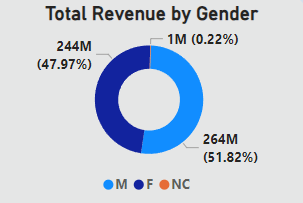 Total Revenue by Gender
244M
(47.97%)
1M (0.22%)
264M
(51.82%)
M F NC